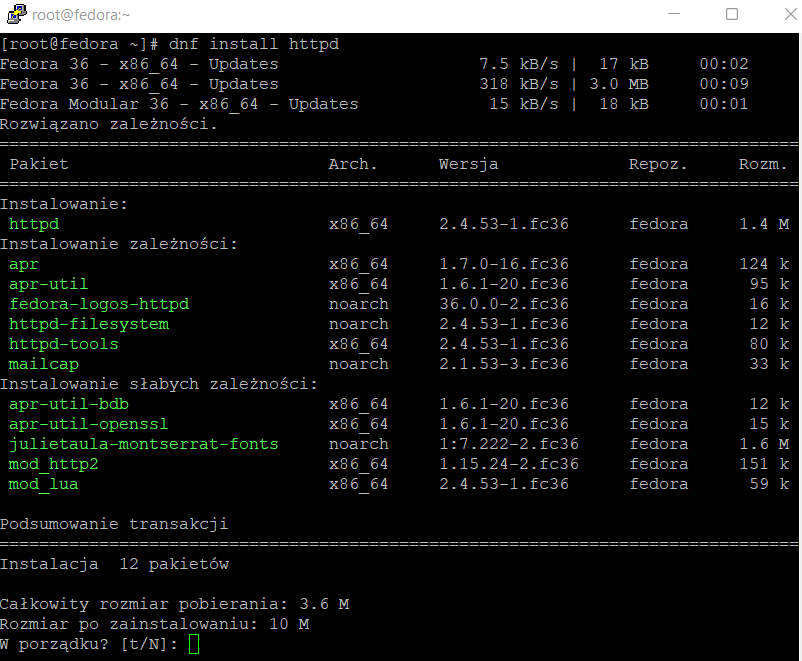 root@fedora:~
[root@fedora ~]# dnf install httpd
Fedora 36 - x86_64 - Updates                    7.5 kB/s |  17 kB     00:02
Fedora 36 - x86_64 - Updates                    318 kB/s | 3.0 MB     00:09
Fedora Modular 36 - x86_64 - Updates             15 kB/s |  18 kB     00:01
Rozwiązano zależności.
================================================================================
 Pakiet                          Arch.      Wersja             Repoz.     Rozm.
================================================================================
Instalowanie:
 httpd                           x86_64     2.4.53-1.fc36      fedora     1.4 M
Instalowanie zależności:
 apr                             x86_64     1.7.0-16.fc36      fedora     124 k
 apr-util                        x86_64     1.6.1-20.fc36      fedora      95 k
 fedora-logos-httpd              noarch     36.0.0-2.fc36      fedora      16 k
 httpd-filesystem                noarch     2.4.53-1.fc36      fedora      12 k
 httpd-tools                     x86_64     2.4.53-1.fc36      fedora      80 k
 mailcap                         noarch     2.1.53-3.fc36      fedora      33 k
Instalowanie słabych zależności:
 apr-util-bdb                    x86_64     1.6.1-20.fc36      fedora      12 k
 apr-util-openssl                x86_64     1.6.1-20.fc36      fedora      15 k
 julietaula-montserrat-fonts     noarch     1:7.222-2.fc36     fedora     1.6 M
 mod_http2                       x86_64     1.15.24-2.fc36     fedora     151 k
 mod_lua                         x86_64     2.4.53-1.fc36      fedora      59 k
Podsumowanie transakcji
================================================================================
Instalacja  12 pakietów
Całkowity rozmiar pobierania: 3.6 M
Rozmiar po zainstalowaniu: 10 M
W porządku? [t/N]: